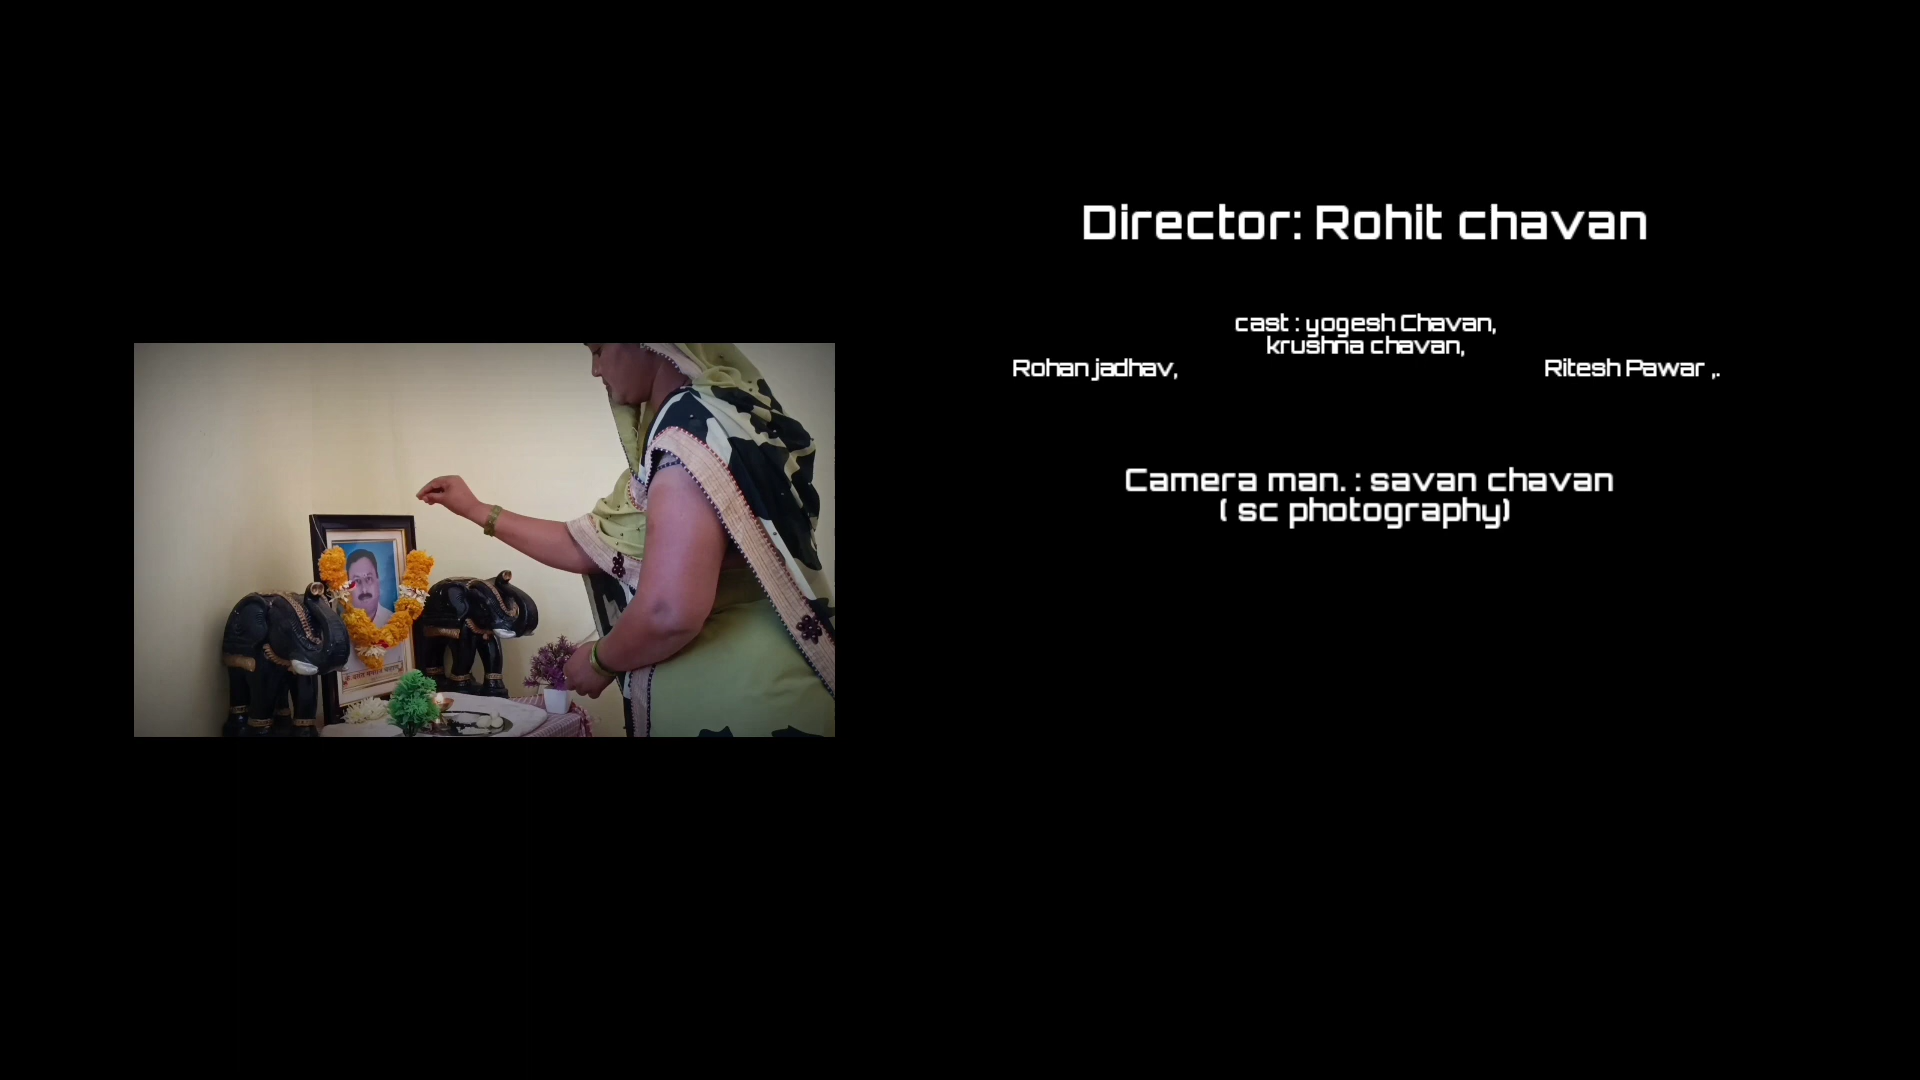 Director: Rohit chavan
cast : yogesh Chavan,
krushna chavan,
Rohan jadhav,
Ritesh Pawar ,.
Camera man. : savan chavan
( sc photography)